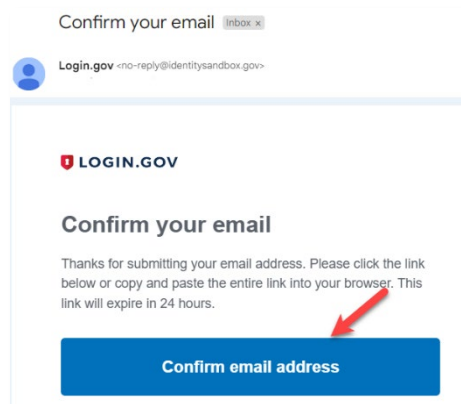 Confirm your email Inbox x
Login.gov <no-reply@identitysandbox.gov>
LOGIN.GOV
Confirm your email
Thanks for submitting your email address. Please click the link
below or copy and paste the entire link into your browser. This
link will expire in 24 hours.
Confirm email address